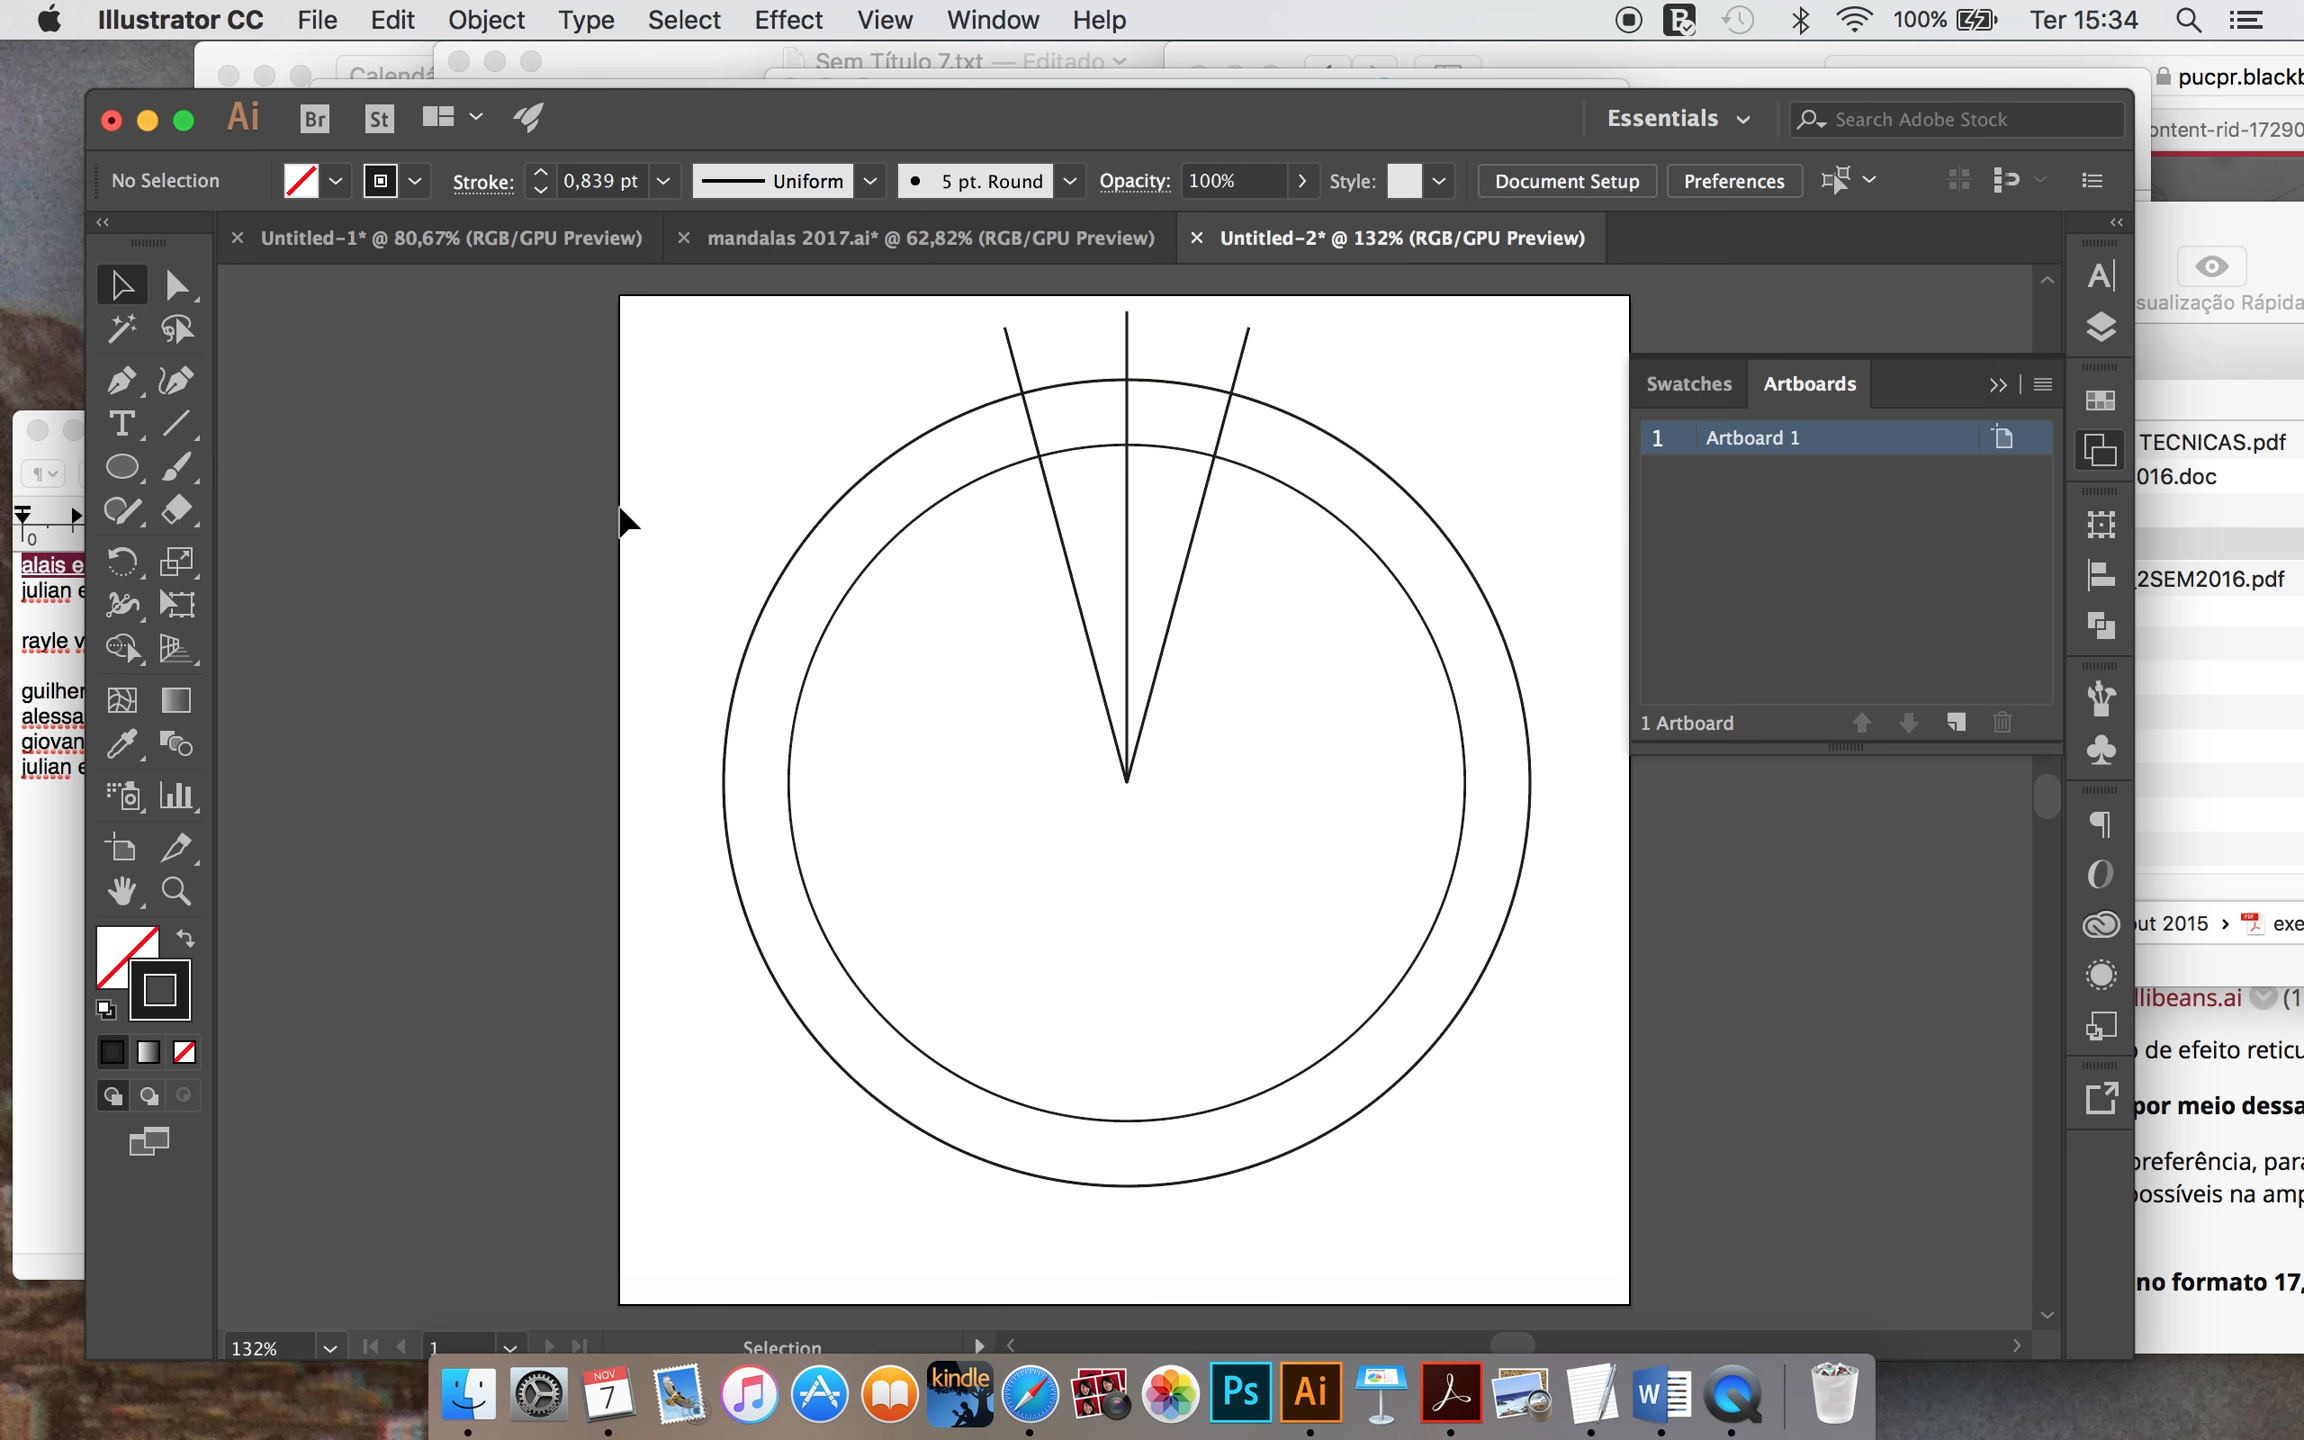 Illustrator CC File Edit Object Type Select Effect View Window Help
100% Ter 15:34
Calendá
Sem Título 7.txt — Editado
pucpr.blackb
Ai Br St
Essentials
Search Adobe Stock
ontent-rid-17290
No Selection
Stroke: 0,839 pt
Uniform
5 pt. Round
Opacity: 100%
Style:
Document Setup
Preferences
Untitled-1* @ 80,67% (RGB/GPU Preview)
mandalas 2017.ai* @ 62,82% (RGB/GPU Preview)
Untitled-2* @ 132% (RGB/GPU Preview)
sualização Rápida
Swatches
Artboards
1 Artboard 1
1 Artboard
TECNICAS.pdf
016.doc
2SEM2016.pdf
0
alais e
julian e
rayle v
guilher
alessa
giovan
julian e
ut 2015 › exe
llibeans.ai (1
de efeito reticu
por meio dessa
preferência, para
possíveis na amp
no formato 17,
132%
1
Selection
NOV
7
kindle
Ps
Ai
W